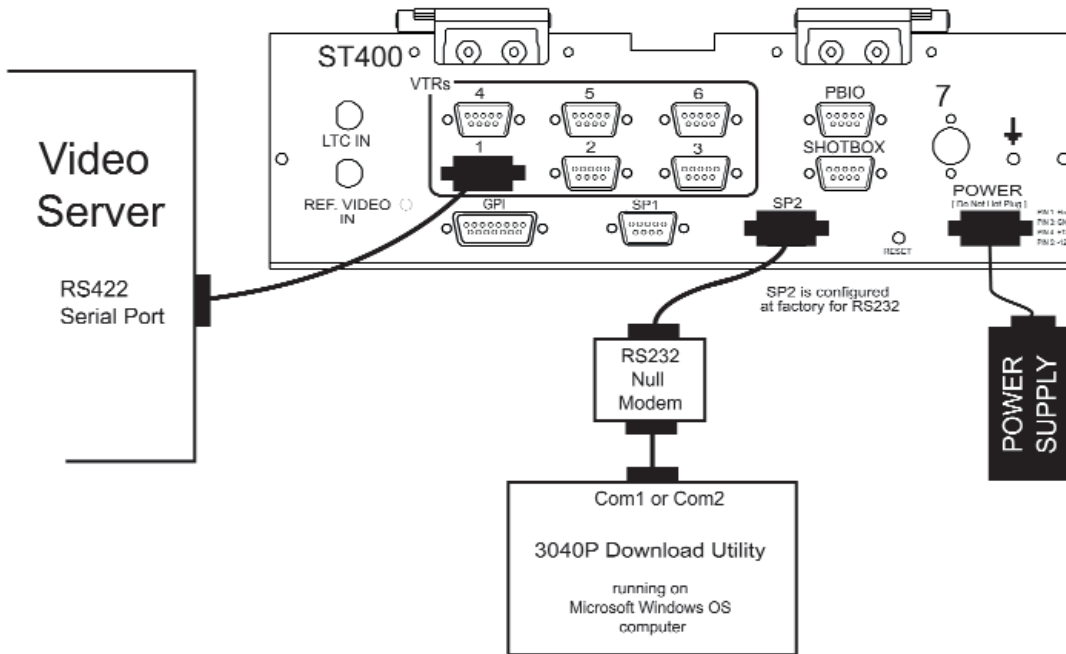 ST400
VTRs
4
5
6
PBIO
7
LTC IN
1
2
3
SHOTBOX
REF. VIDEO
IN
GPI
SP1
SP2
POWER
[ Do Not Hot Plug ]
RESET
Video
Server
RS422
Serial Port
SP2 is configured
at factory for RS232
RS232
Null
Modem
POWER
SUPPLY
Com1 or Com2
3040P Download Utility
running on
Microsoft Windows OS
computer